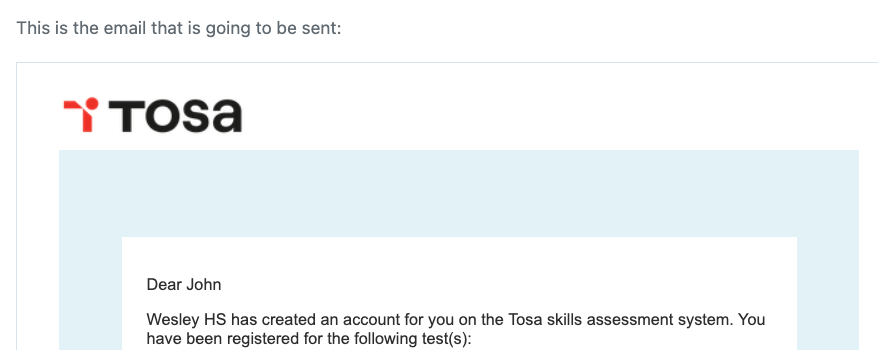 This is the email that is going to be sent:
TOSa
Dear John
Wesley HS has created an account for you on the Tosa skills assessment system. You
have been registered for the following test(s):